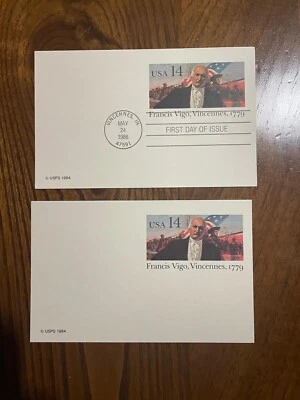 USA 14
Francis Vigo, Vincennes, 1779
VINCENNES, IN
MAY
24
1986
47591
FIRST DAY OF ISSUE
© USPS 1984
USA 14
Francis Vigo, Vincennes, 1779
© USPS 1984